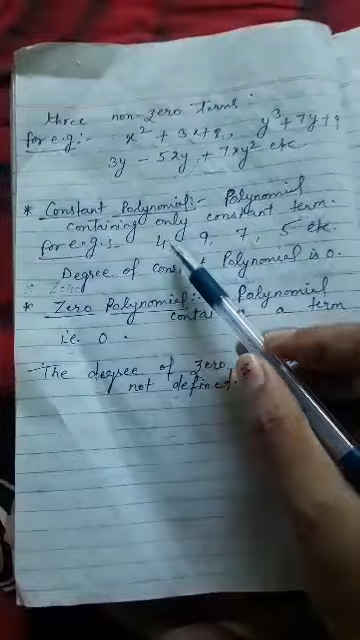 three non-zero terms.
for e.g:- x² + 3x+9, y³+7y+9
3y - 5xy + 7xy² etc
* Constant Polynomial:- Polynomial
containing only constant term.
for e.g:- 4, 9, 7, 5 etc.
Degree of Polynomial is 0.
* Zero Polynomial:- Polynomial
a term
i.e. 0.
- The degree of zero
not defined.